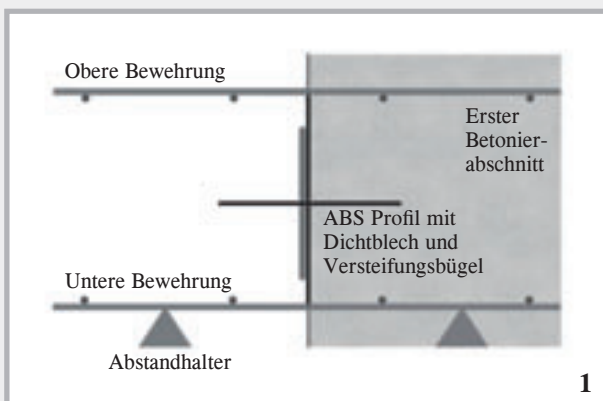 Obere Bewehrung
Erster
Betonier-
abschnitt
ABS Profil mit
Dichtblech und
Versteifungsbügel
Untere Bewehrung
Abstandhalter
1